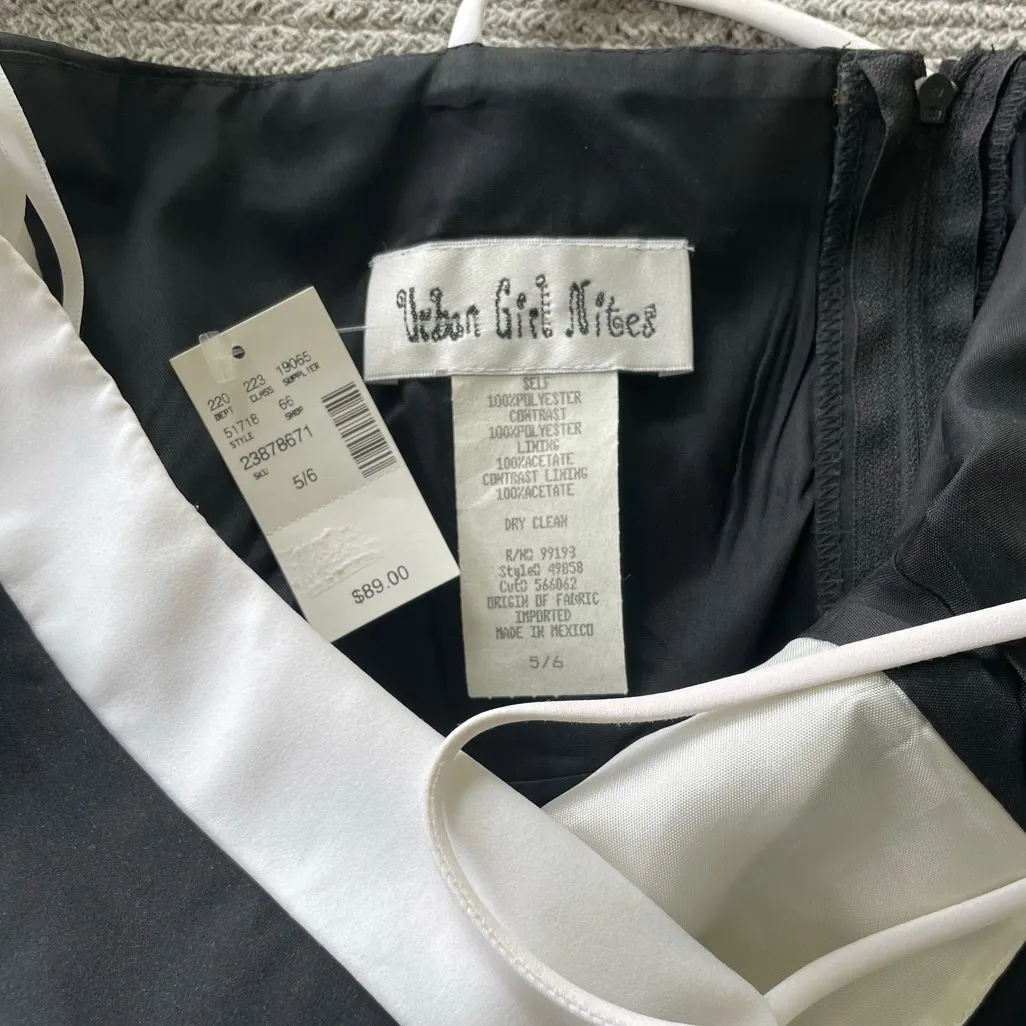 Urban Girl Nites
220 223 19065
DEPT CLASS SUPPLIER
51718 66
STYLE SHOP
23878671
SKU
5/6
$89.00
SELF
100%POLYESTER
CONTRAST
100%POLYESTER
LINING
100%ACETATE
CONTRAST LINING
100%ACETATE
DRY CLEAN
R/N: 99193
Style: 49858
Cut: 566062
ORIGIN OF FABRIC
IMPORTED
MADE IN MEXICO
5/6